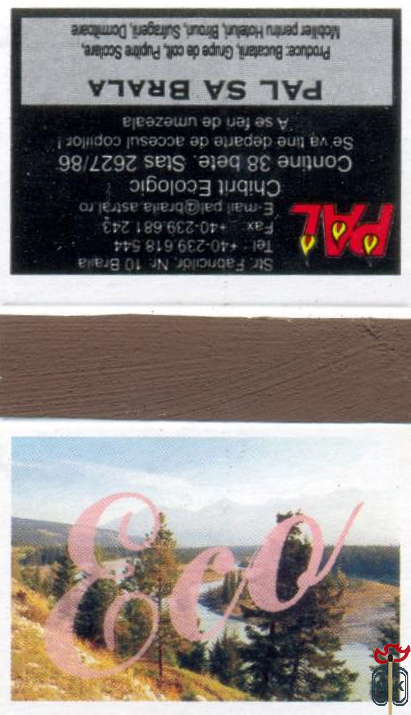 PAL
Str. Fabricilor, Nr. 10 Braila
Tel : +40-239.618.544
Fax : +40-239.681.243
E-mail pal@braila.astral.ro
Chibrit Ecologic
Contine 38 bete. Stas 2627/86
Se va tine departe de accesul copiilor !
A se feri de umezeala
PAL SA BRALA
Produce: Bucatarii, Grupe de colt, Pupitre Scolare,
Mobilier pentru Hoteluri, Birouri, Sufragerii, Dormitoare
Eco